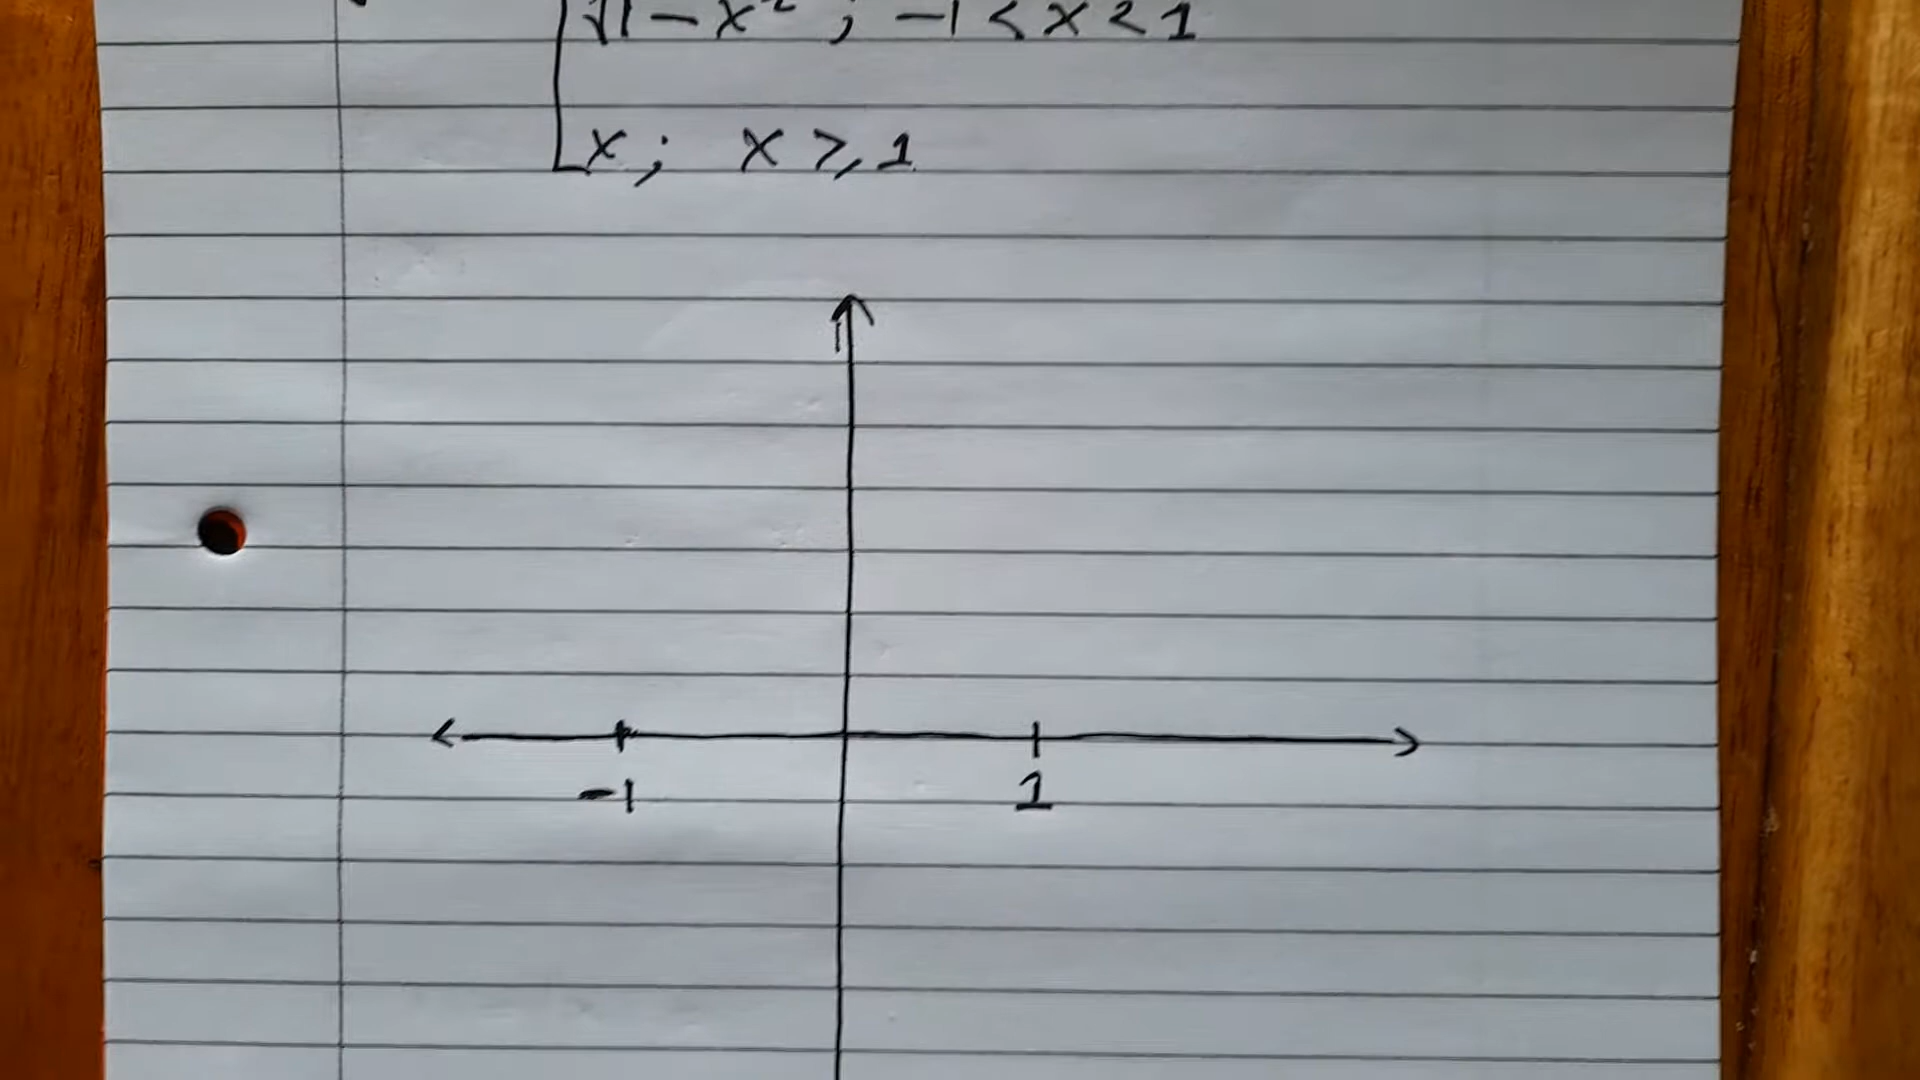 √1-x² ; -1 < x < 1
x ; x ≥ 1
-1 1